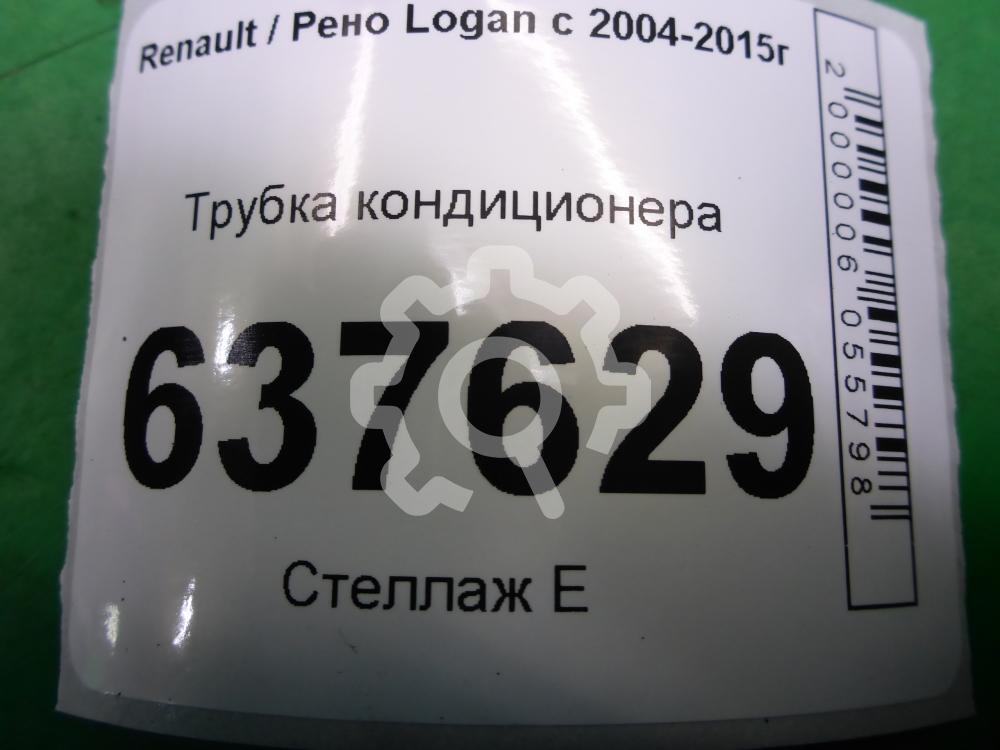 Renault / Рено Logan с 2004-2015г
Трубка кондиционера
637629
Стеллаж Е
2000006055798